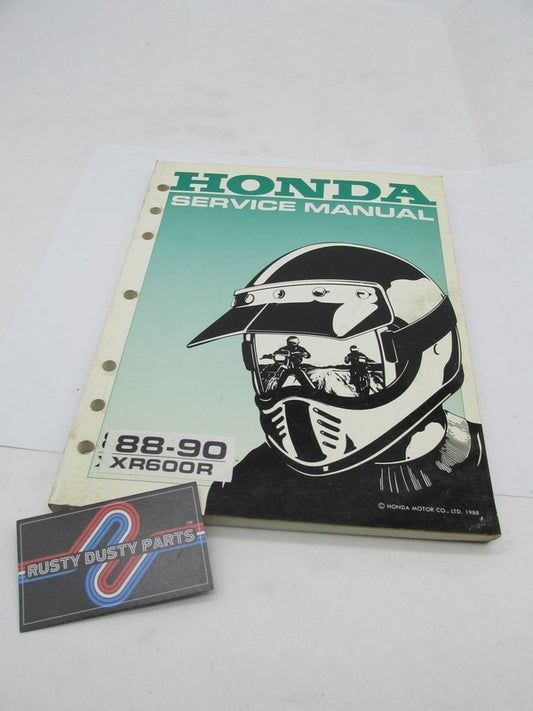 HONDA
SERVICE MANUAL
88-90
XR600R
© HONDA MOTOR CO., LTD. 1988
RUSTY DUSTY PARTS